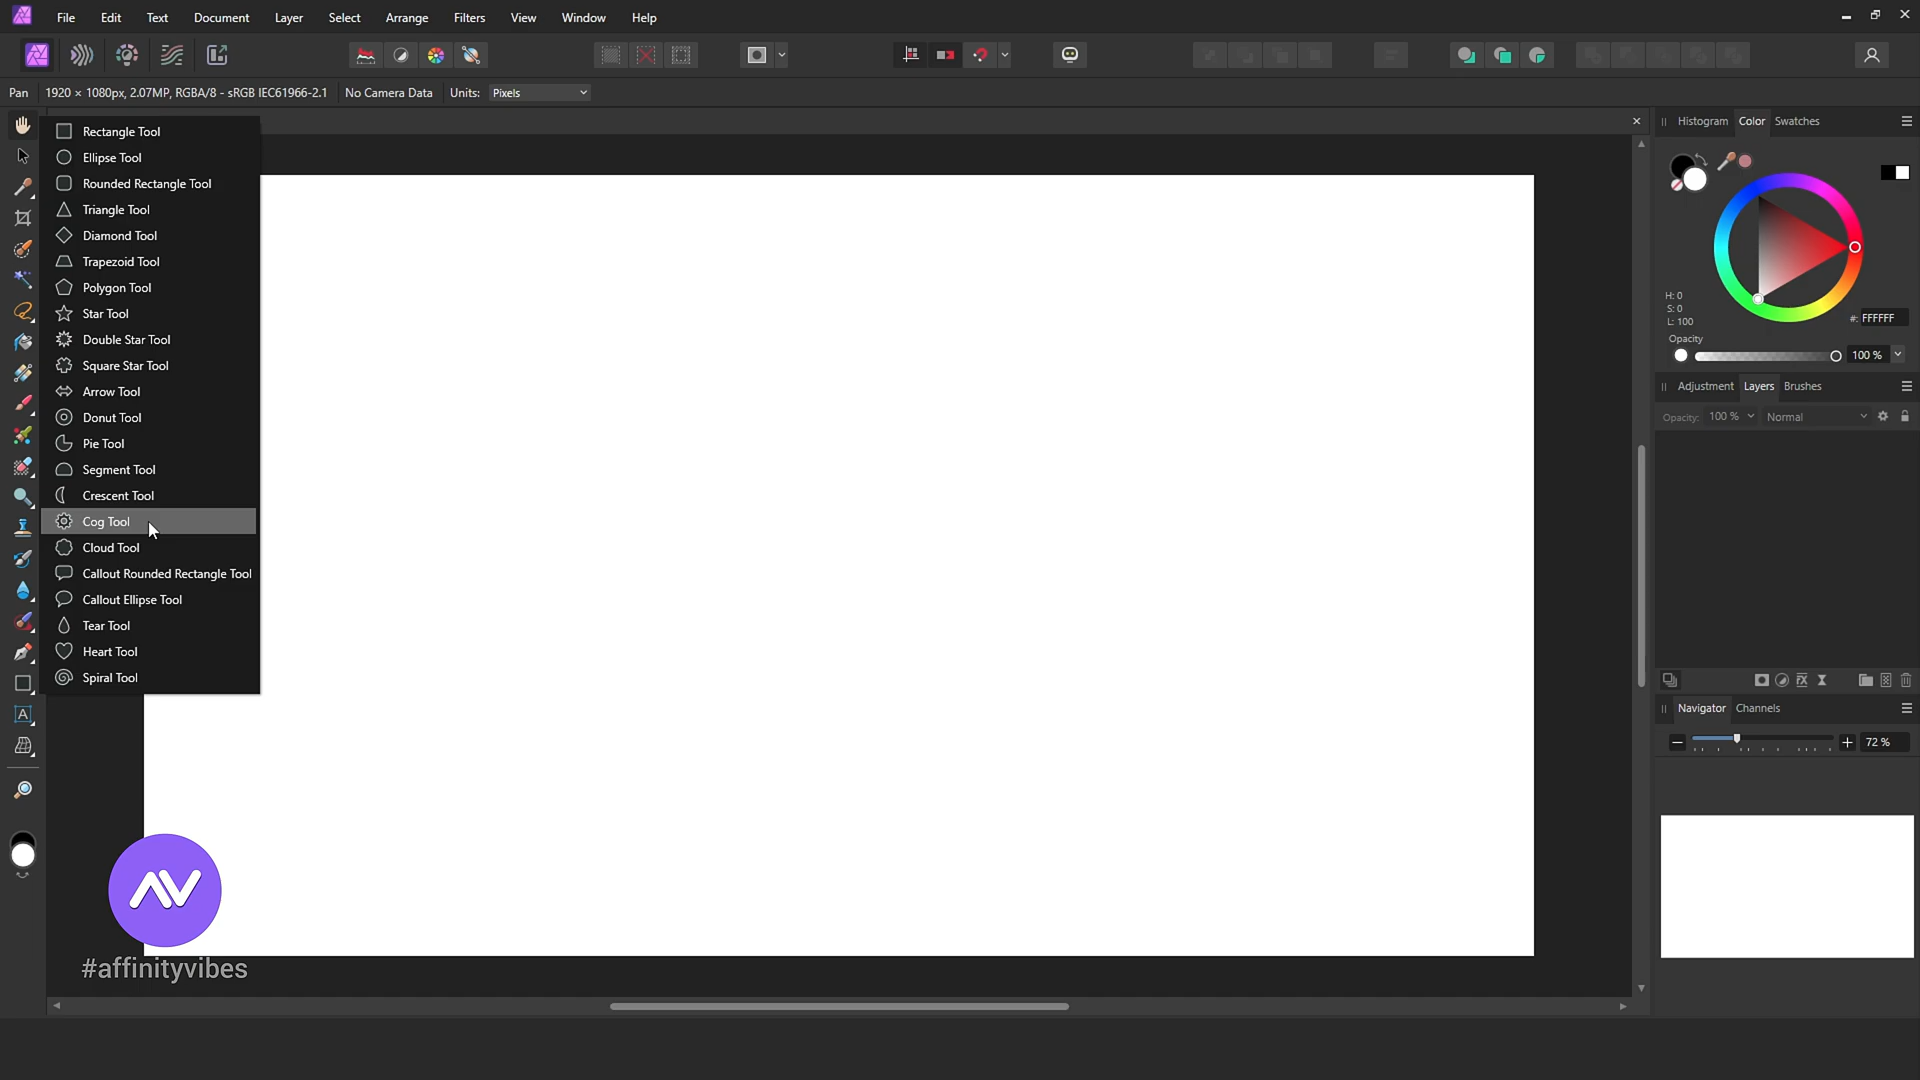 File Edit Text Document Layer Select Arrange Filters View Window Help
Pan 1920 × 1080px, 2.07MP, RGBA/8 - sRGB IEC61966-2.1 No Camera Data Units: Pixels
Rectangle Tool
Ellipse Tool
Rounded Rectangle Tool
Triangle Tool
Diamond Tool
Trapezoid Tool
Polygon Tool
Star Tool
Double Star Tool
Square Star Tool
Arrow Tool
Donut Tool
Pie Tool
Segment Tool
Crescent Tool
Cog Tool
Cloud Tool
Callout Rounded Rectangle Tool
Callout Ellipse Tool
Tear Tool
Heart Tool
Spiral Tool
A
#affinityvibes
Histogram Color Swatches
H: 0
S: 0
L: 100
#: FFFFFF
Opacity
100 %
Adjustment Layers Brushes
Opacity: 100 % Normal
FX
Navigator Channels
72 %